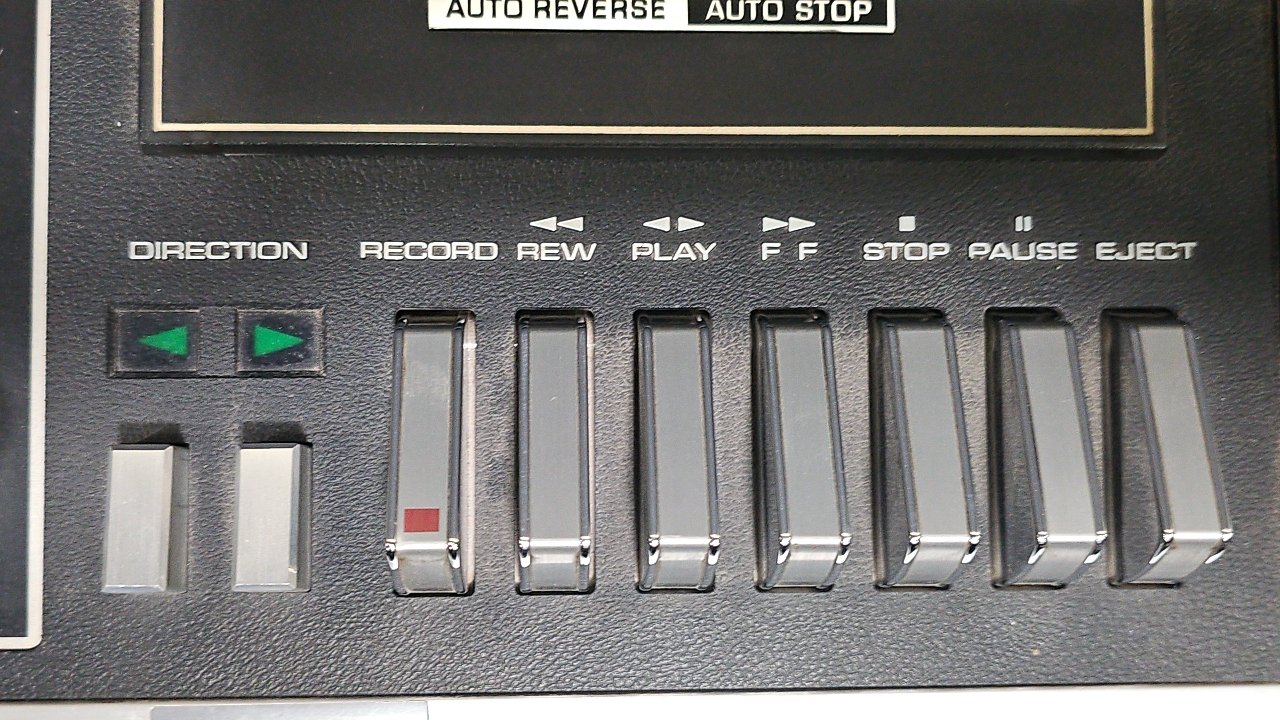 AUTO REVERSE AUTO STOP
DIRECTION RECORD REW PLAY F F STOP PAUSE EJECT